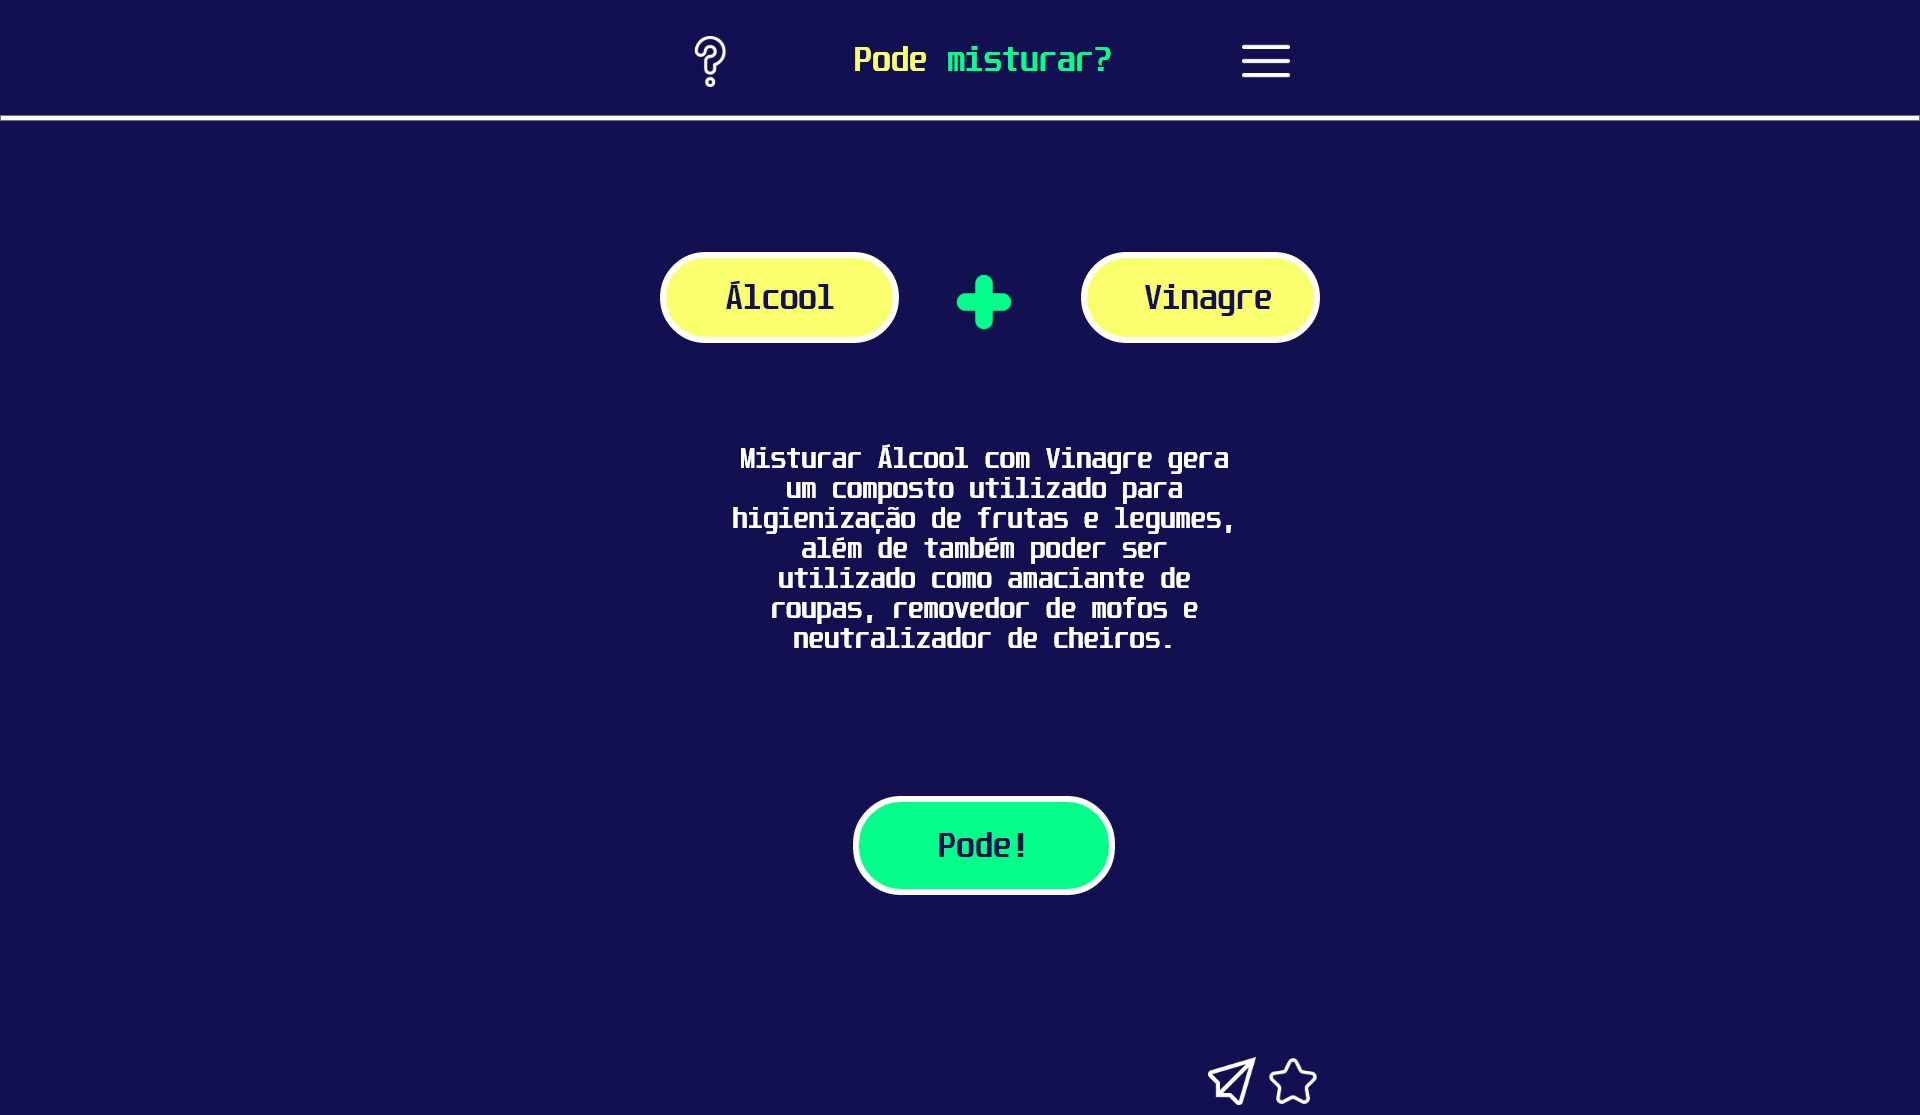 Pode misturar?
Álcool
Vinagre
Misturar Álcool com Vinagre gera
um composto utilizado para
higienização de frutas e legumes,
além de também poder ser
utilizado como amaciante de
roupas, removedor de mofos e
neutralizador de cheiros.
Pode!